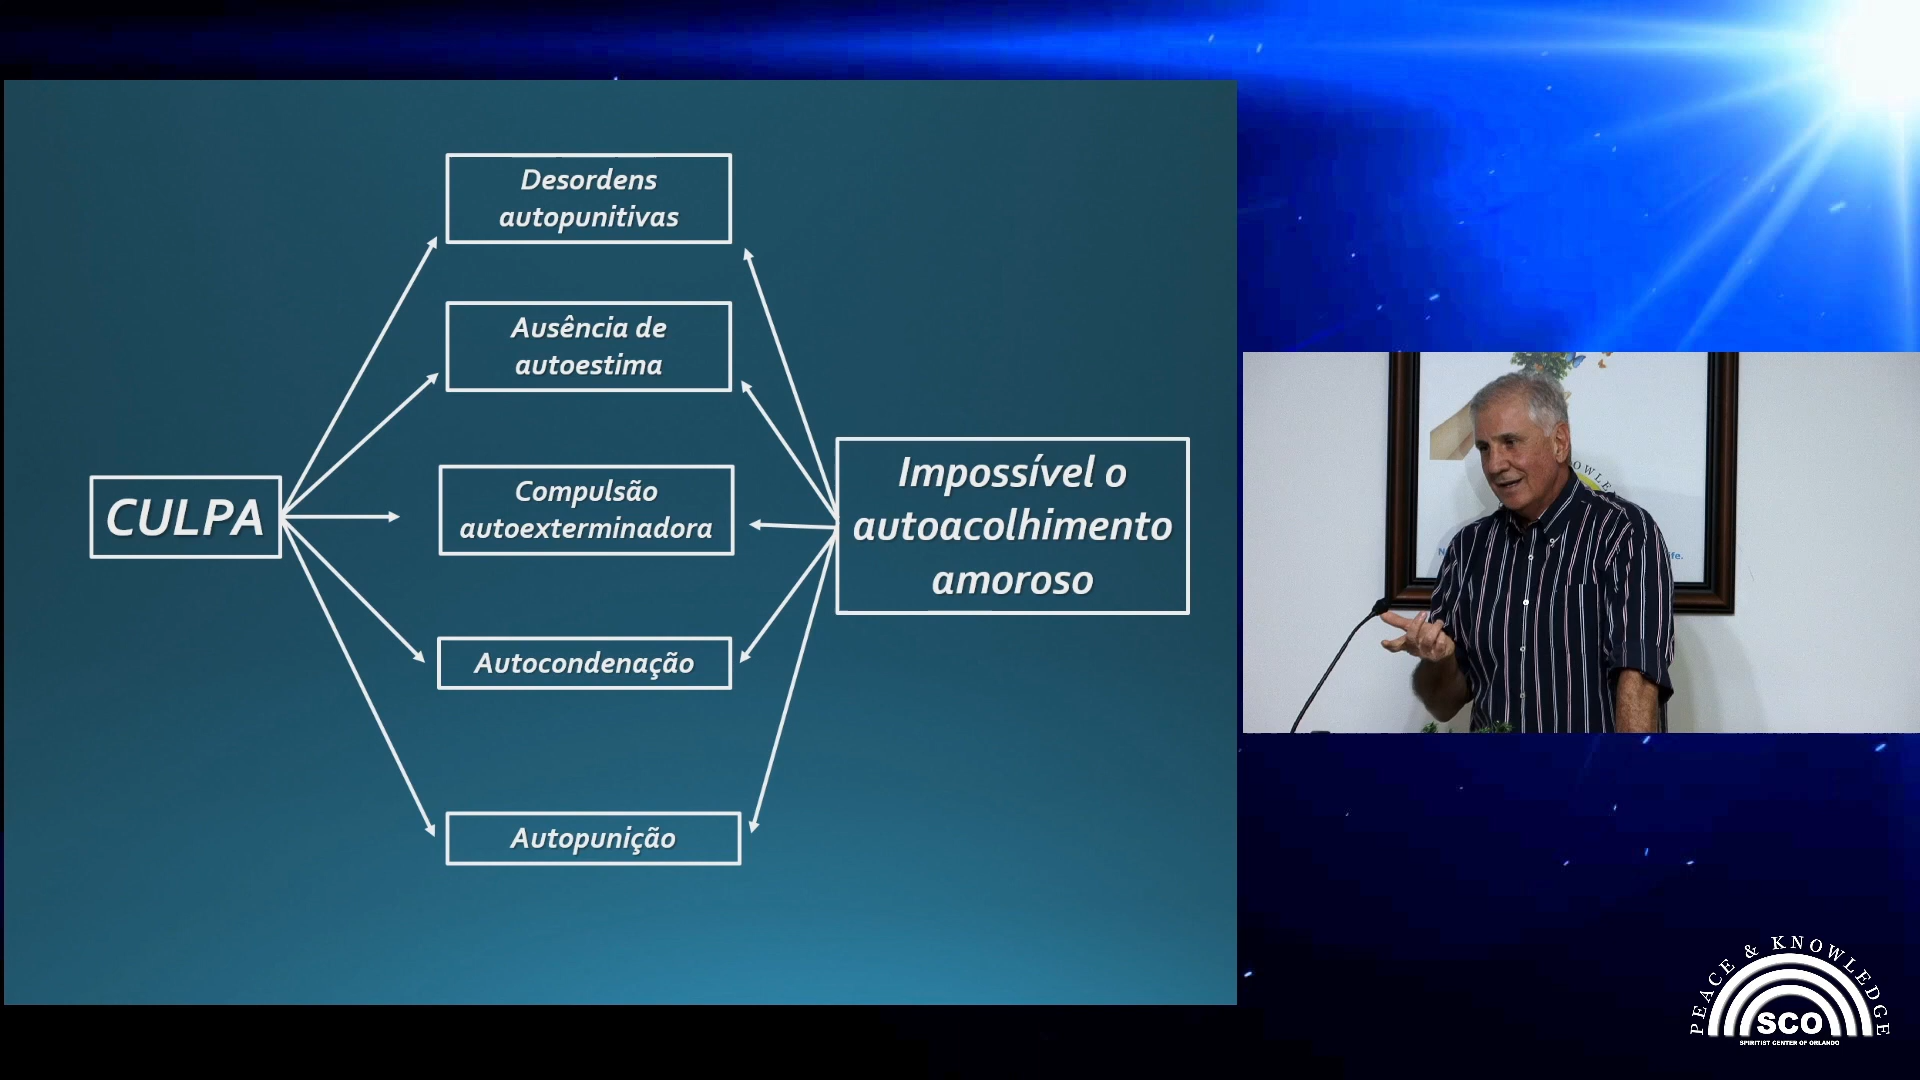 Desordens
autopunitivas
Ausência de
autoestima
CULPA
Compulsão
autoexterminadora
Impossível o
autoacolhimento
amoroso
Autocondenação
Autopunição
PEACE & KNOWLEDGE
SCO
SPIRITIST CENTER OF ORLANDO